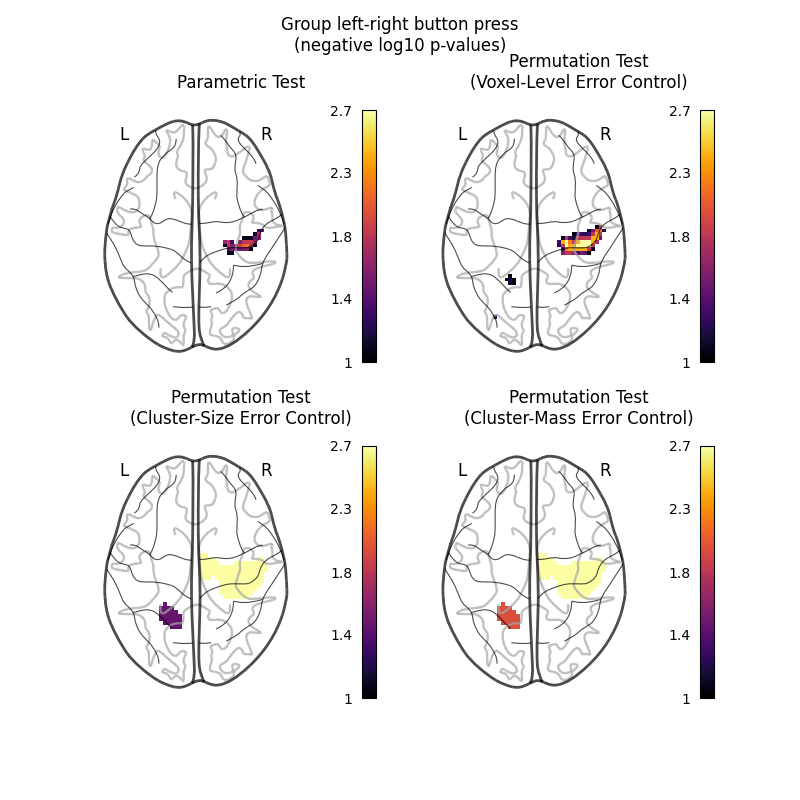 Group left-right button press
(negative log10 p-values)
Parametric Test
L
R
2.7
2.3
1.8
1.4
1
Permutation Test
(Voxel-Level Error Control)
L
R
2.7
2.3
1.8
1.4
1
Permutation Test
(Cluster-Size Error Control)
L
R
2.7
2.3
1.8
1.4
1
Permutation Test
(Cluster-Mass Error Control)
L
R
2.7
2.3
1.8
1.4
1